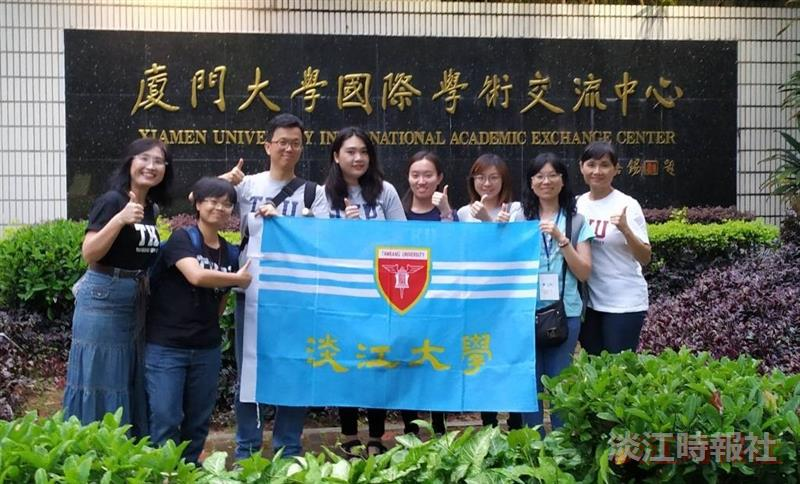 廈門大學國際學術交流中心
XIAMEN UNIVERSITY INTERNATIONAL ACADEMIC EXCHANGE CENTER
題
TAMKANG UNIVERSITY
淡江大學
淡江時報社